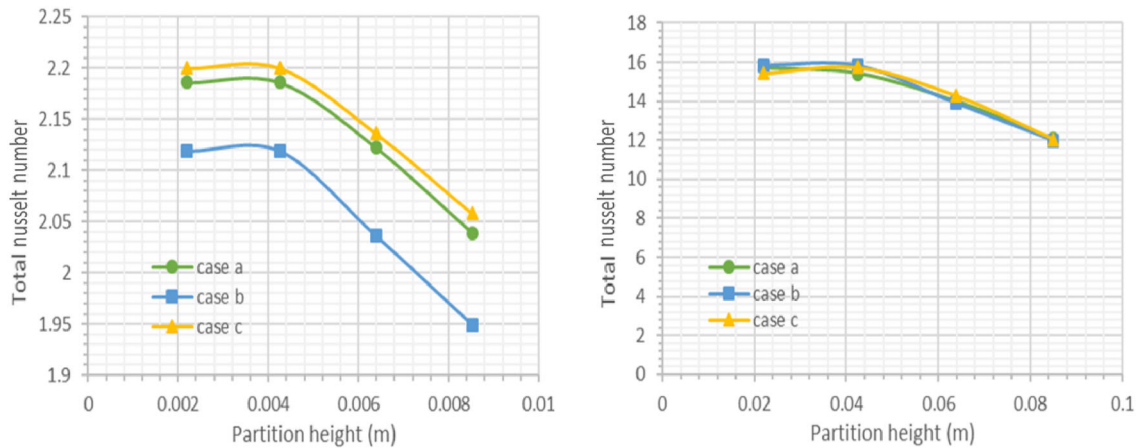 2.25
2.2
2.15
2.1
2.05
2
1.95
1.9
Total nusselt number
case a
case b
case c
0 0.002 0.004 0.006 0.008 0.01
Partition height (m)
18
16
14
12
10
8
6
4
2
0
Total nusselt number
case a
case b
case c
0 0.02 0.04 0.06 0.08 0.1
Partition height (m)